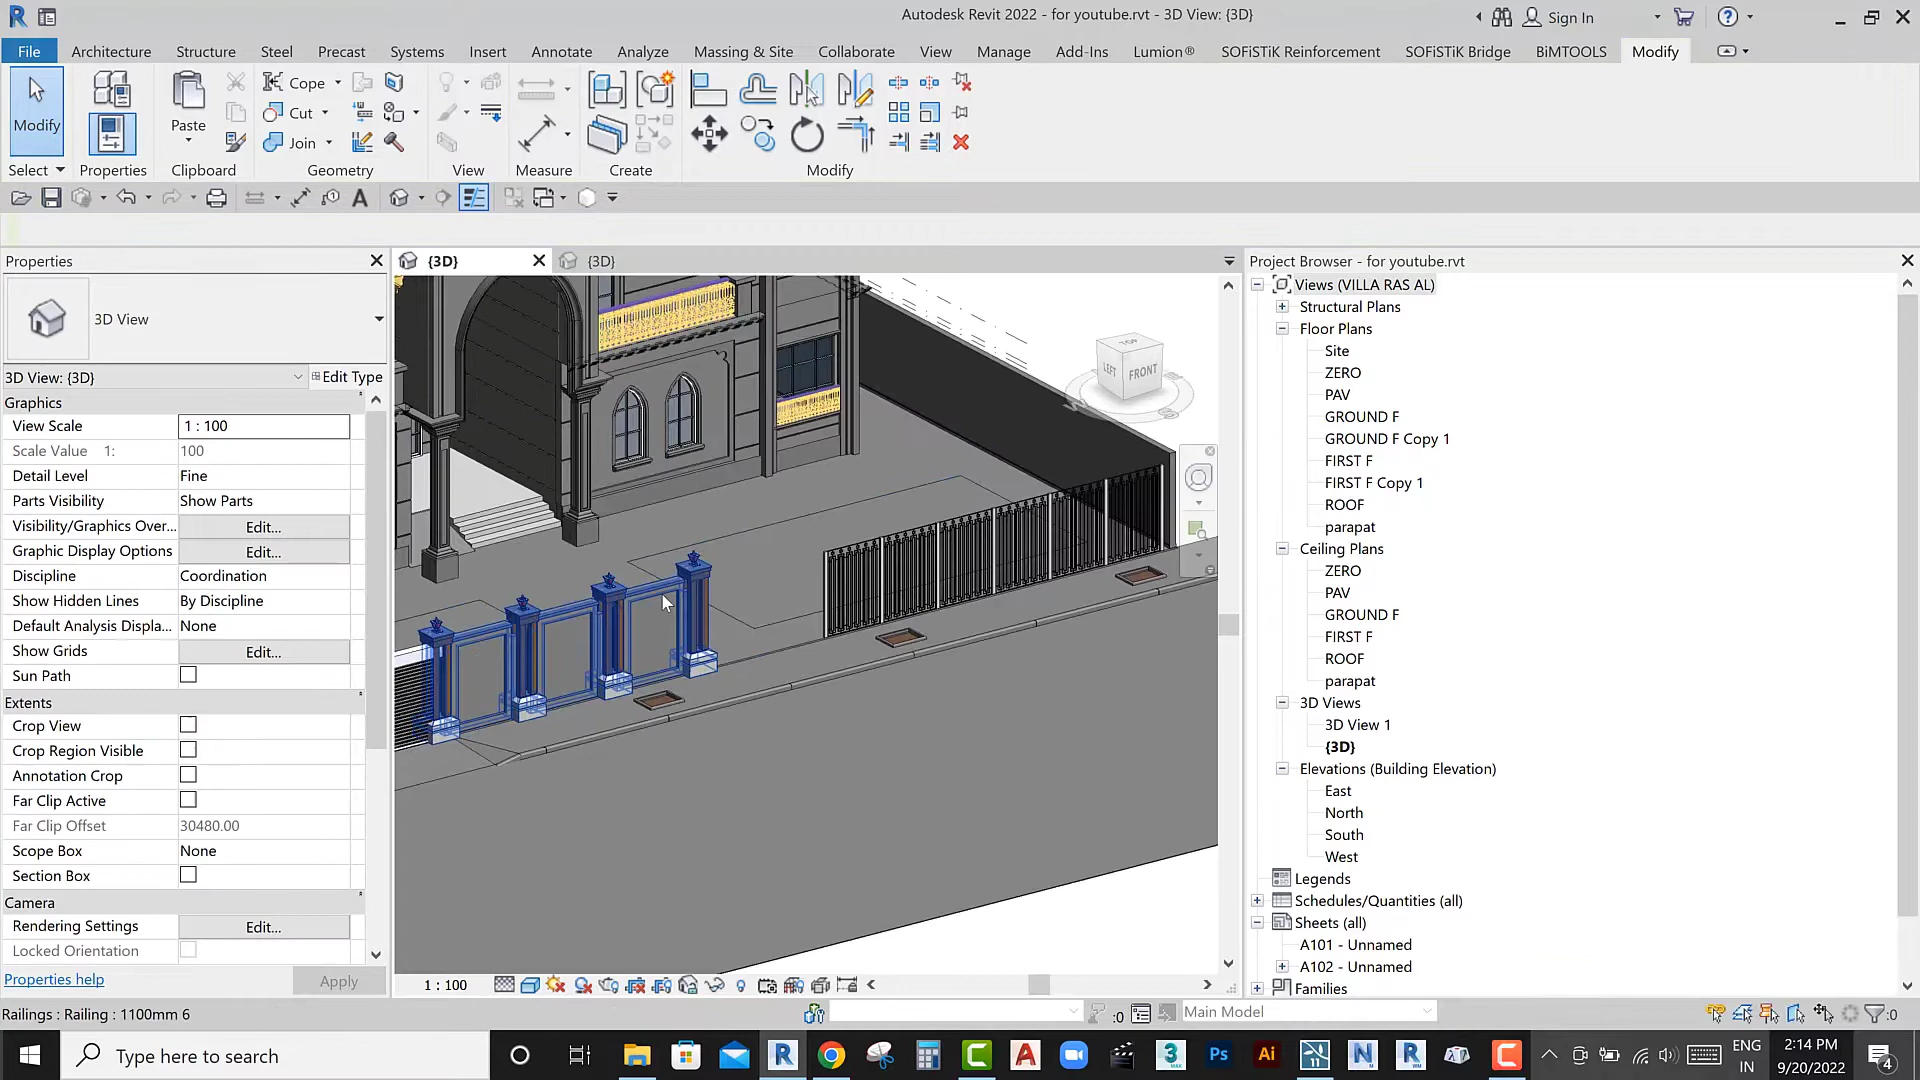 Autodesk Revit 2022 - for youtube.rvt - 3D View: {3D}
Sign In
File Architecture Structure Steel Precast Systems Insert Annotate Analyze Massing & Site Collaborate View Manage Add-Ins Lumion® SOFiSTiK Reinforcement SOFiSTiK Bridge BiMTOOLS Modify
Modify
Paste
Cope
Cut
Join
Select Properties Clipboard Geometry View Measure Create Modify
Properties
3D View
3D View: {3D}
Edit Type
Graphics
View Scale 1 : 100
Scale Value 1: 100
Detail Level Fine
Parts Visibility Show Parts
Visibility/Graphics Over... Edit...
Graphic Display Options Edit...
Discipline Coordination
Show Hidden Lines By Discipline
Default Analysis Displa... None
Show Grids Edit...
Sun Path
Extents
Crop View
Crop Region Visible
Annotation Crop
Far Clip Active
Far Clip Offset 30480.00
Scope Box None
Section Box
Camera
Rendering Settings Edit...
Locked Orientation
Properties help
Apply
{3D}
{3D}
TOP
LEFT
FRONT
1 : 100
Project Browser - for youtube.rvt
Views (VILLA RAS AL)
Structural Plans
Floor Plans
Site
ZERO
PAV
GROUND F
GROUND F Copy 1
FIRST F
FIRST F Copy 1
ROOF
parapat
Ceiling Plans
ZERO
PAV
GROUND F
FIRST F
ROOF
parapat
3D Views
3D View 1
{3D}
Elevations (Building Elevation)
East
North
South
West
Legends
Schedules/Quantities (all)
Sheets (all)
A101 - Unnamed
A102 - Unnamed
Families
Railings : Railing : 1100mm 6
:0
Main Model
:0
Type here to search
ENG
IN
2:14 PM
9/20/2022
4